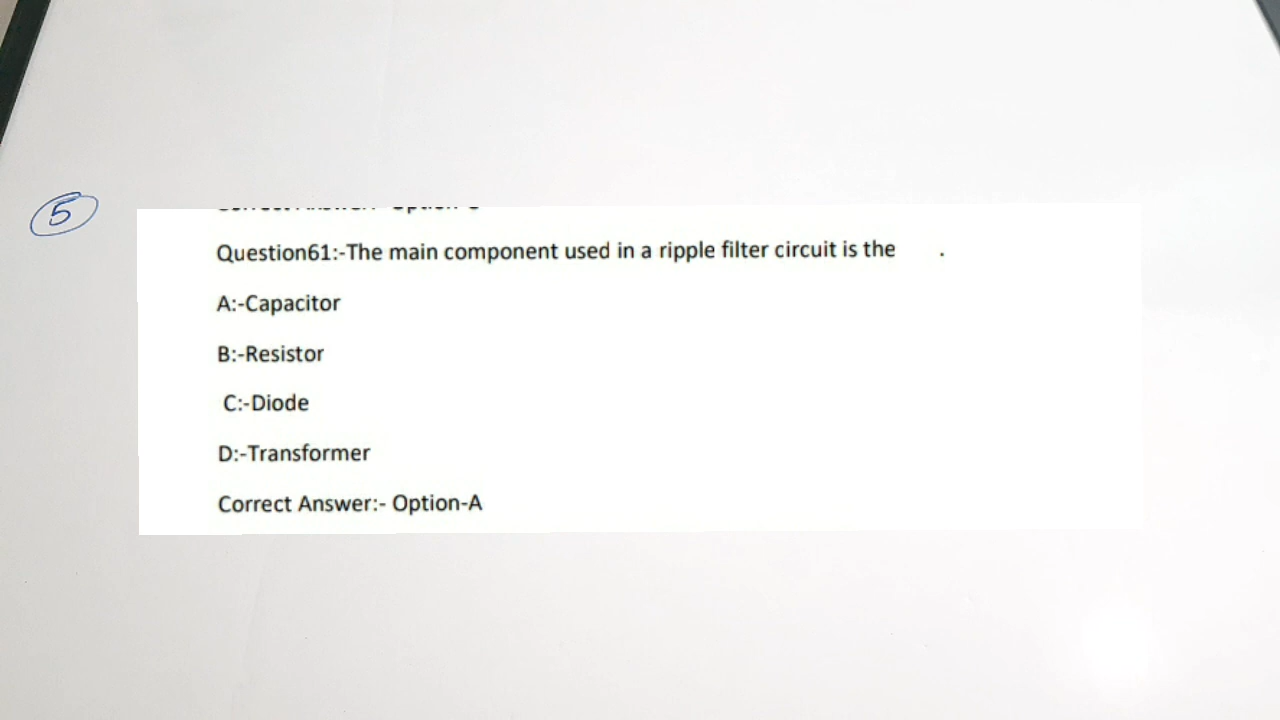 5
Question61:-The main component used in a ripple filter circuit is the .
A:-Capacitor
B:-Resistor
C:-Diode
D:-Transformer
Correct Answer:- Option-A